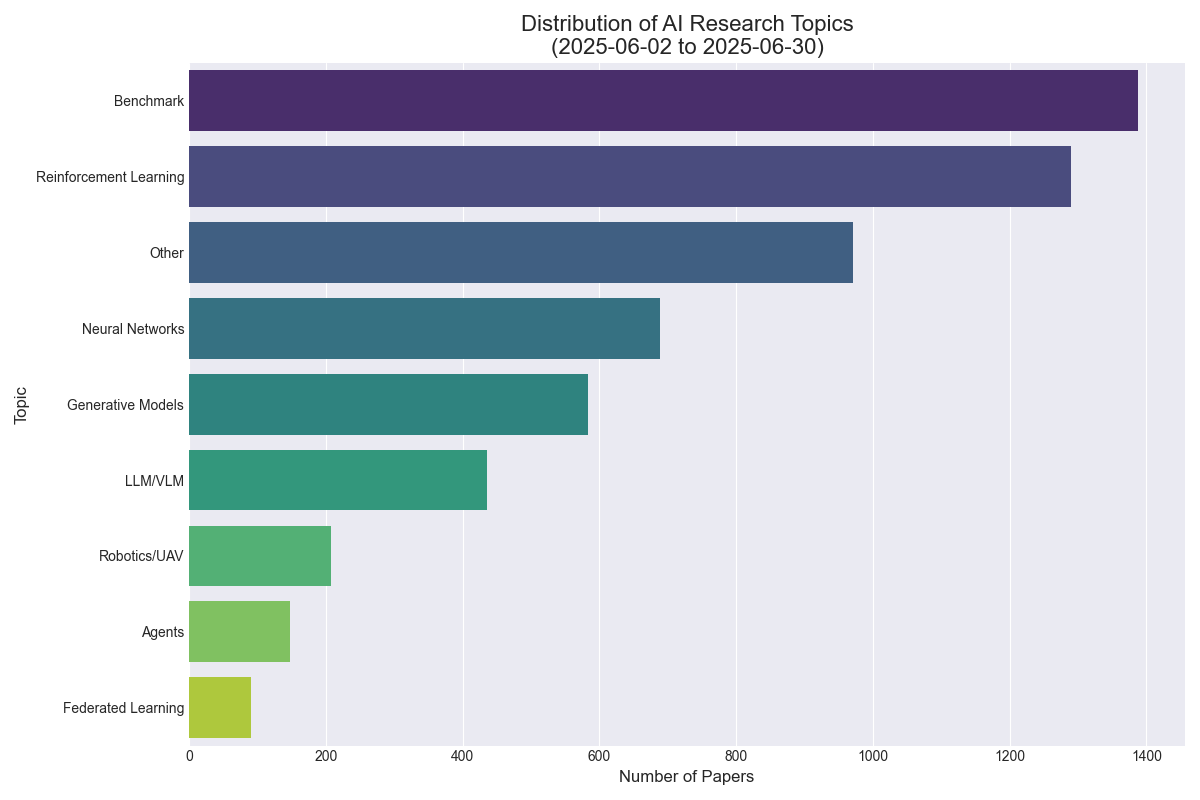 Distribution of AI Research Topics
(2025-06-02 to 2025-06-30)
Benchmark
Reinforcement Learning
Other
Neural Networks
Generative Models
LLM/VLM
Robotics/UAV
Agents
Federated Learning
Topic
0 200 400 600 800 1000 1200 1400
Number of Papers